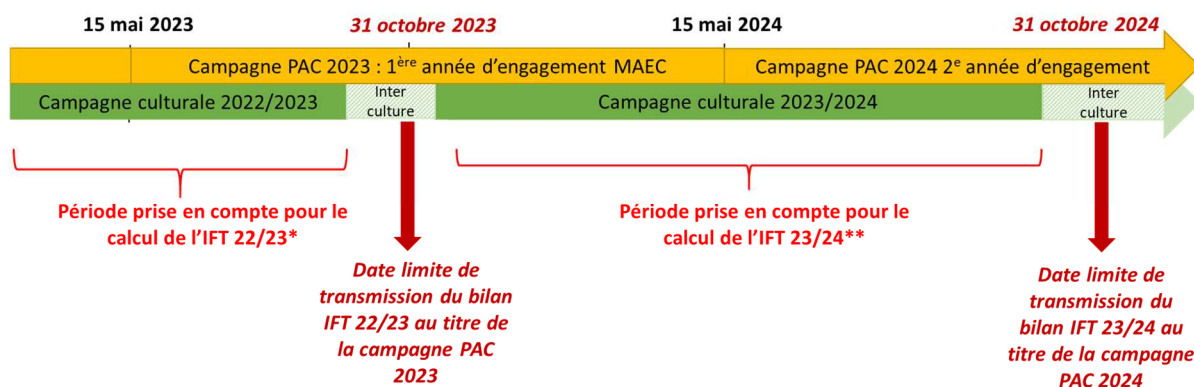 15 mai 2023
31 octobre 2023
15 mai 2024
31 octobre 2024
Campagne PAC 2023 : 1ère année d’engagement MAEC
Campagne PAC 2024 2e année d’engagement
Campagne culturale 2022/2023
Inter
culture
Campagne culturale 2023/2024
Inter
culture
Période prise en compte pour le
calcul de l’IFT 22/23*
Période prise en compte pour le
calcul de l’IFT 23/24**
Date limite de
transmission du bilan
IFT 22/23 au titre de
la campagne PAC
2023
Date limite de
transmission du
bilan IFT 23/24 au
titre de la campagne
PAC 2024